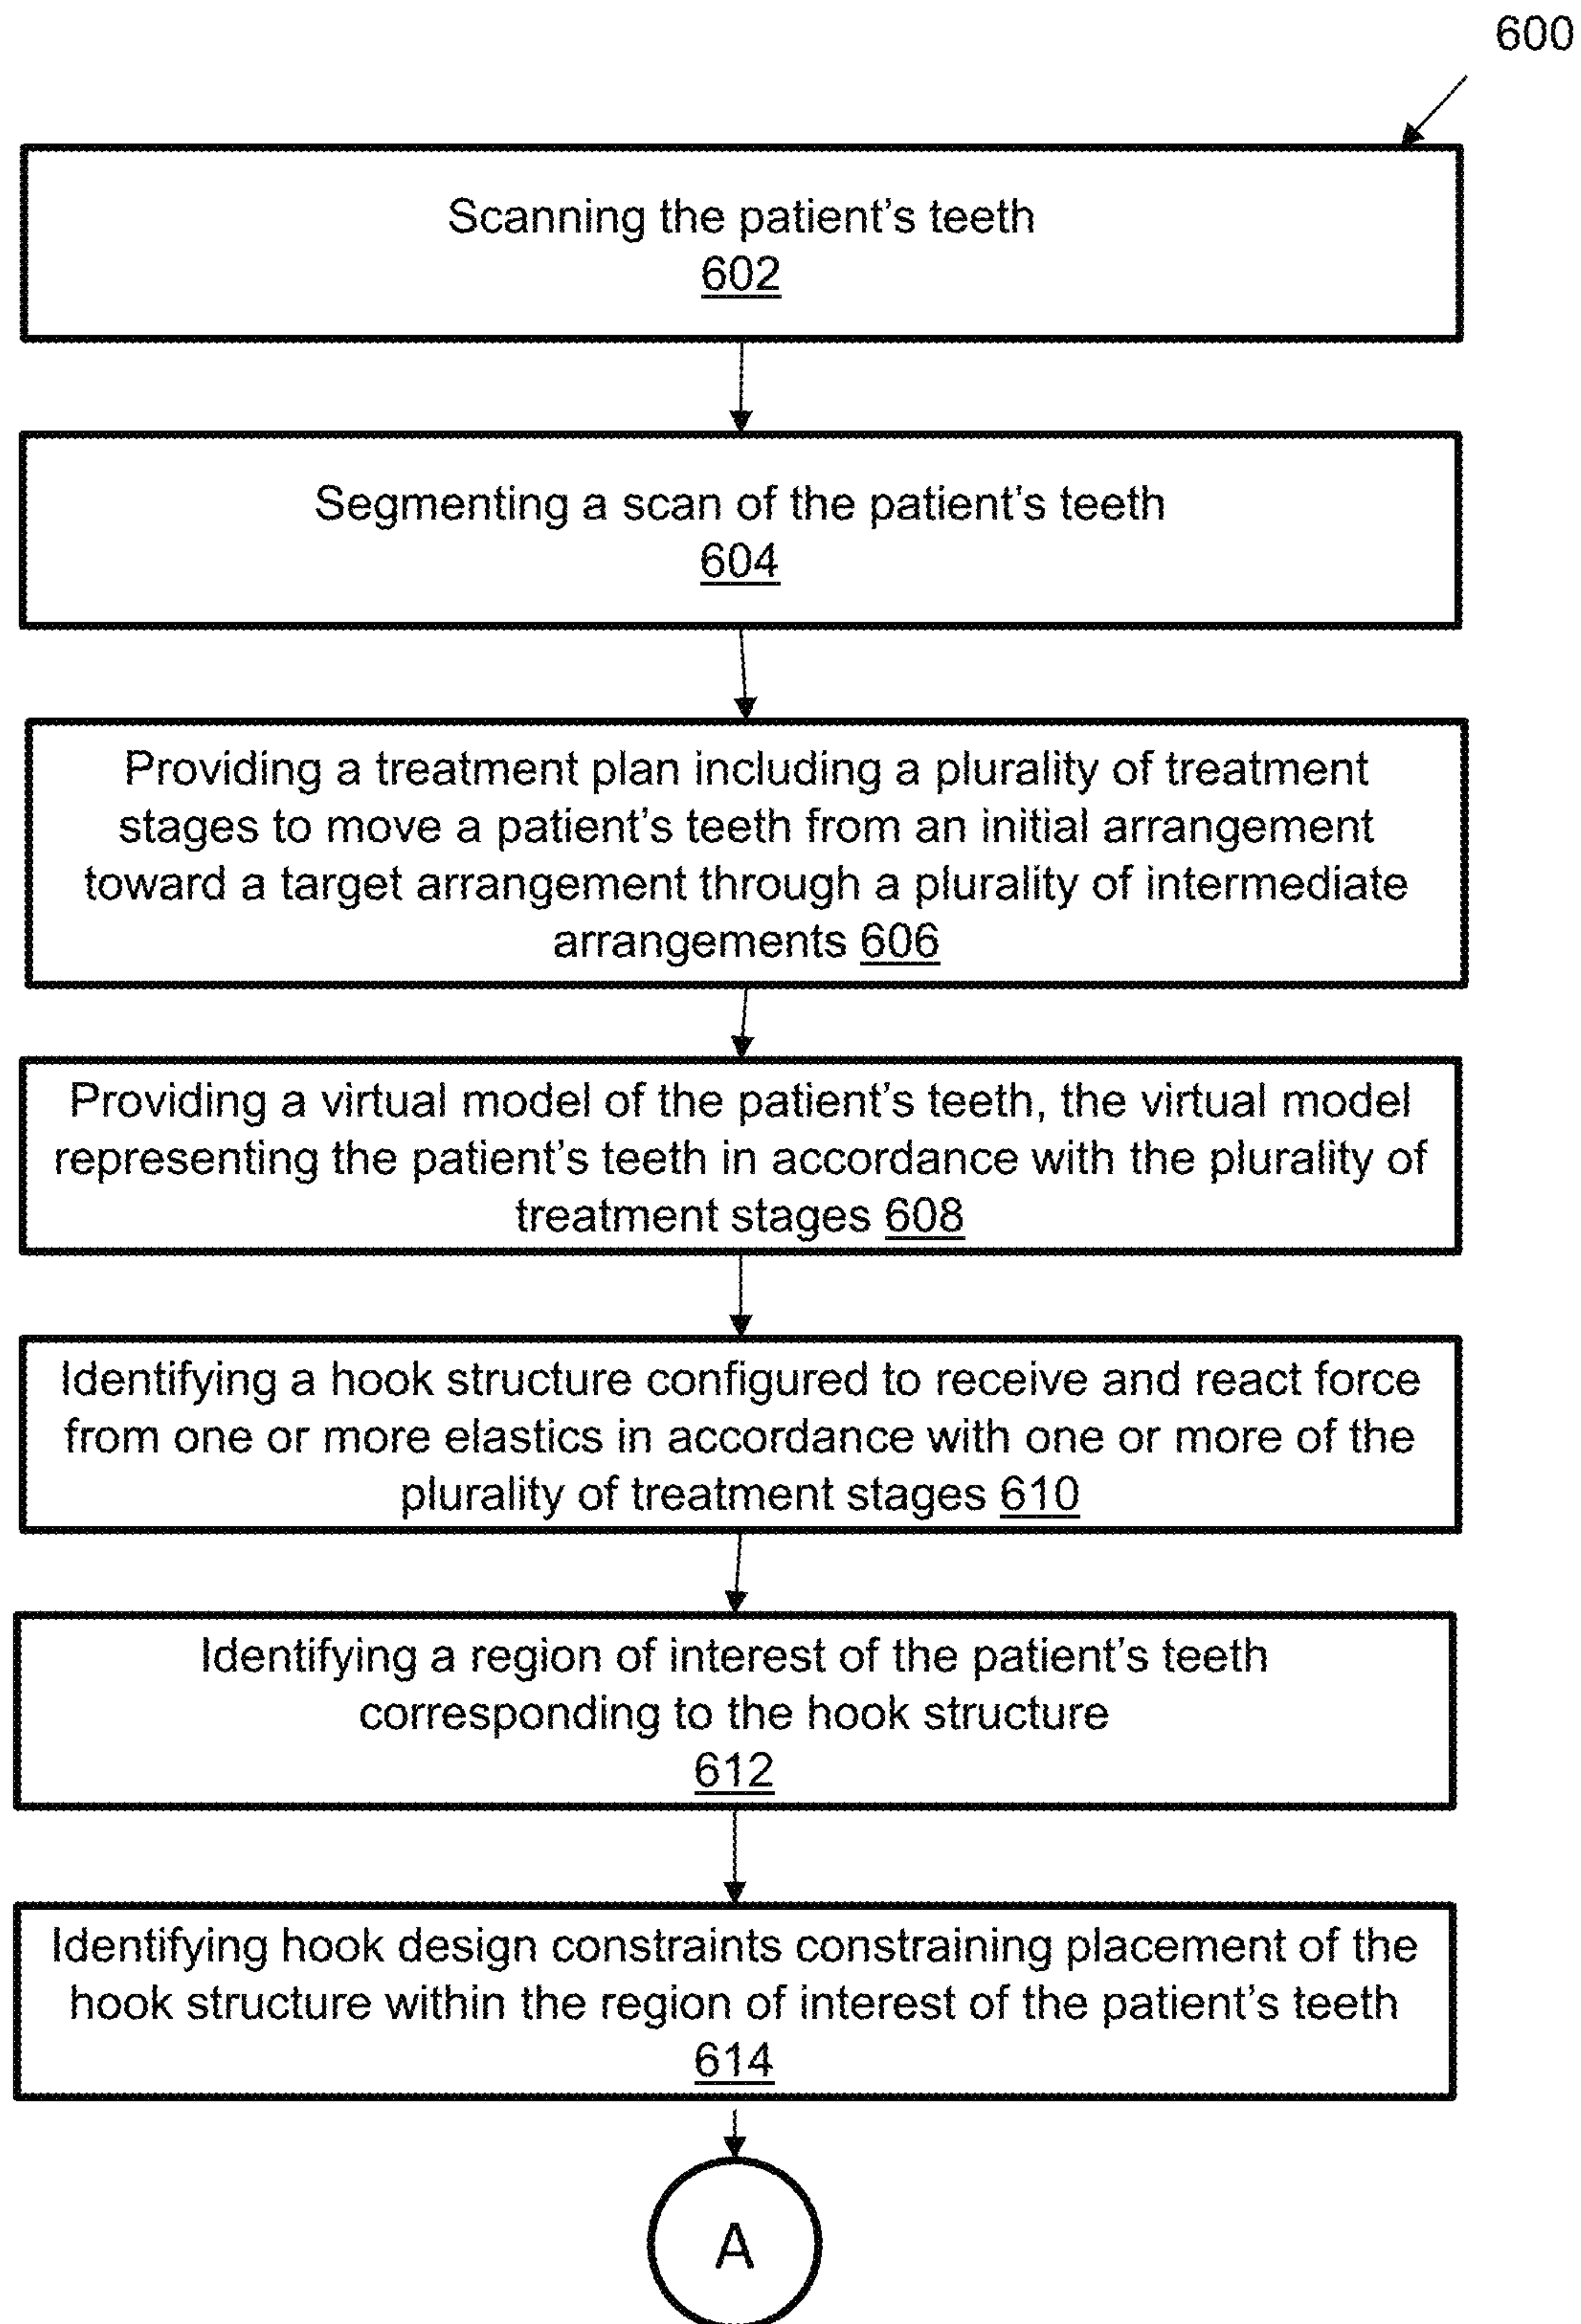 600
Scanning the patient's teeth
602
Segmenting a scan of the patient's teeth
604
Providing a treatment plan including a plurality of treatment
stages to move a patient's teeth from an initial arrangement
toward a target arrangement through a plurality of intermediate
arrangements 606
Providing a virtual model of the patient's teeth, the virtual model
representing the patient's teeth in accordance with the plurality of
treatment stages 608
Identifying a hook structure configured to receive and react force
from one or more elastics in accordance with one or more of the
plurality of treatment stages 610
Identifying a region of interest of the patient's teeth
corresponding to the hook structure
612
Identifying hook design constraints constraining placement of the
hook structure within the region of interest of the patient's teeth
614
A